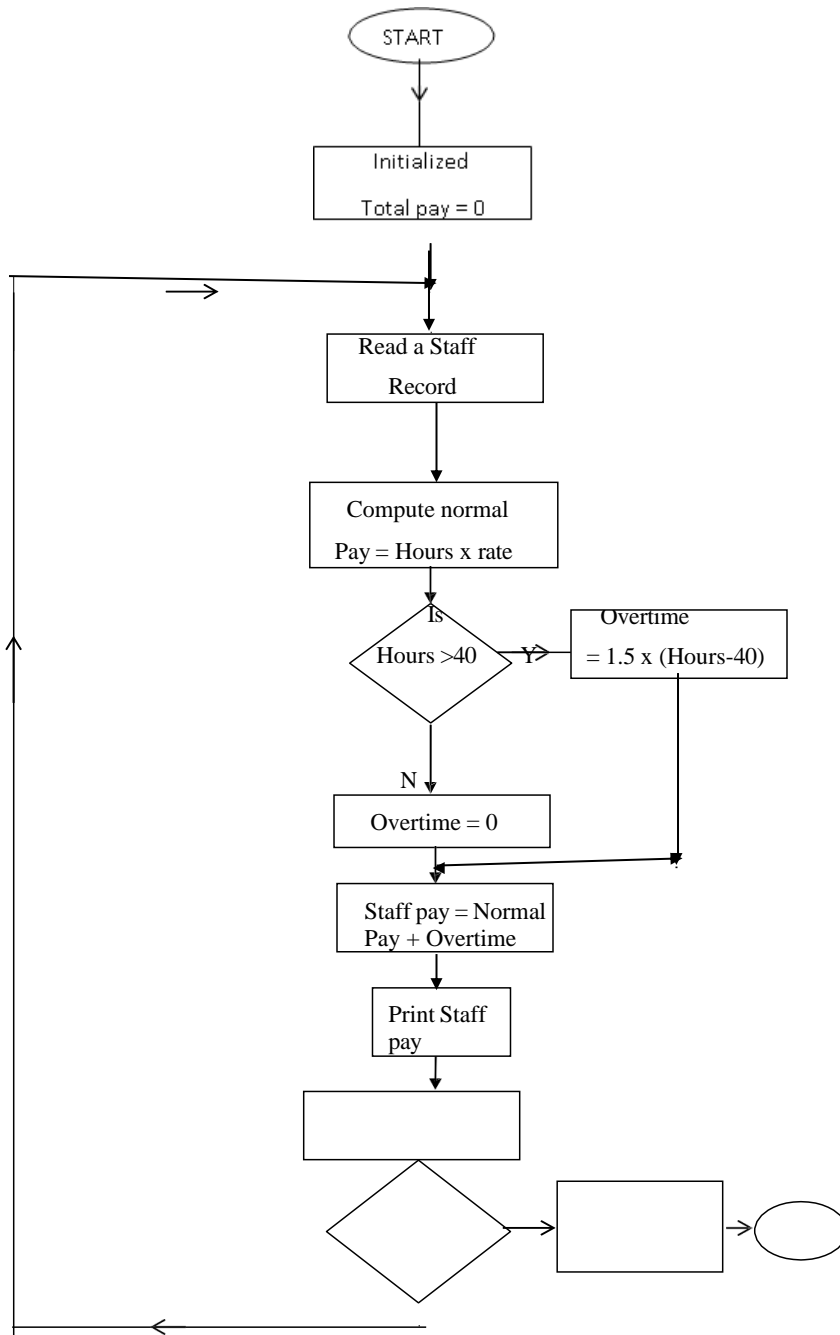 START
Initialized
Total pay = 0
Read a Staff
Record
Compute normal
Pay = Hours x rate
Is
Hours >40
Y
Overtime
= 1.5 x (Hours-40)
N
Overtime = 0
Staff pay = Normal
Pay + Overtime
Print Staff
pay